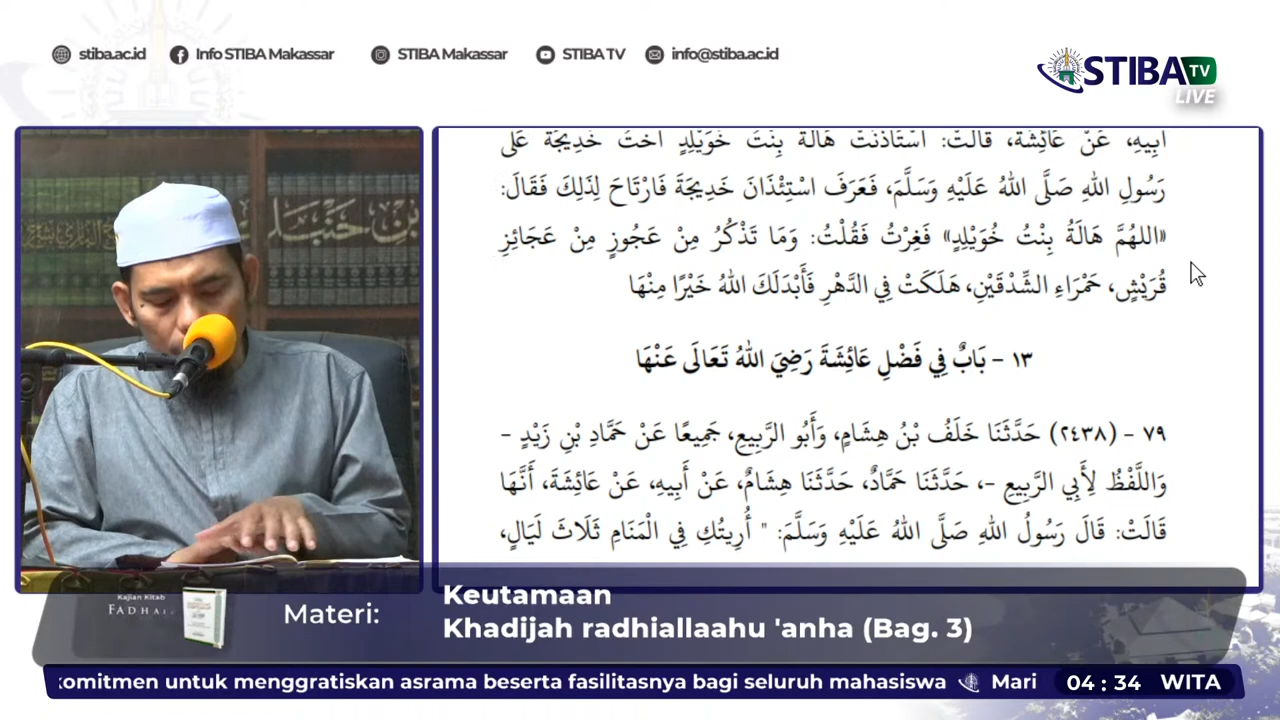 stiba.ac.id
Info STIBA Makassar
STIBA Makassar
STIBA TV
info@stiba.ac.id
STIBA TV
LIVE
أَبِيهِ، عَنْ عَائِشَةَ، قَالَتْ: اسْتَأْذَنَتْ هَالَةُ بِنْتُ خُوَيْلِدٍ أُخْتُ خَدِيجَةَ عَلَى
رَسُولِ اللهِ صَلَّى اللهُ عَلَيْهِ وَسَلَّمَ، فَعَرَفَ اسْتِئْذَانَ خَدِيجَةَ فَارْتَاحَ لِذَلِكَ فَقَالَ:
«اللهُمَّ هَالَةُ بِنْتُ خُوَيْلِدٍ» فَغِرْتُ فَقُلْتُ: وَمَا تَذْكُرُ مِنْ عَجُوزٍ مِنْ عَجَائِزِ
قُرَيْشٍ، حَمْرَاءِ الشِّدْقَيْنِ، هَلَكَتْ فِي الدَّهْرِ فَأَبْدَلَكَ اللهُ خَيْرًا مِنْهَا
١٣ - بَابٌ فِي فَضْلِ عَائِشَةَ رَضِيَ اللهُ تَعَالَى عَنْهَا
٧٩ - (٢٤٣٨) حَدَّثَنَا خَلَفُ بْنُ هِشَامٍ، وَأَبُو الرَّبِيعِ، جَمِيعًا عَنْ حَمَّادِ بْنِ زَيْدٍ -
وَاللَّفْظُ لِأَبِي الرَّبِيعِ -، حَدَّثَنَا حَمَّادٌ، حَدَّثَنَا هِشَامٌ، عَنْ أَبِيهِ، عَنْ عَائِشَةَ، أَنَّهَا
قَالَتْ: قَالَ رَسُولُ اللهِ صَلَّى اللهُ عَلَيْهِ وَسَلَّمَ: " أُرِيتُكِ فِي الْمَنَامِ ثَلَاثَ لَيَالٍ،
Kajian Kitab
Materi:
Keutamaan
Khadijah radhiallaahu 'anha (Bag. 3)
komitmen untuk menggratiskan asrama beserta fasilitasnya bagi seluruh mahasiswa Mari
04 : 34 WITA